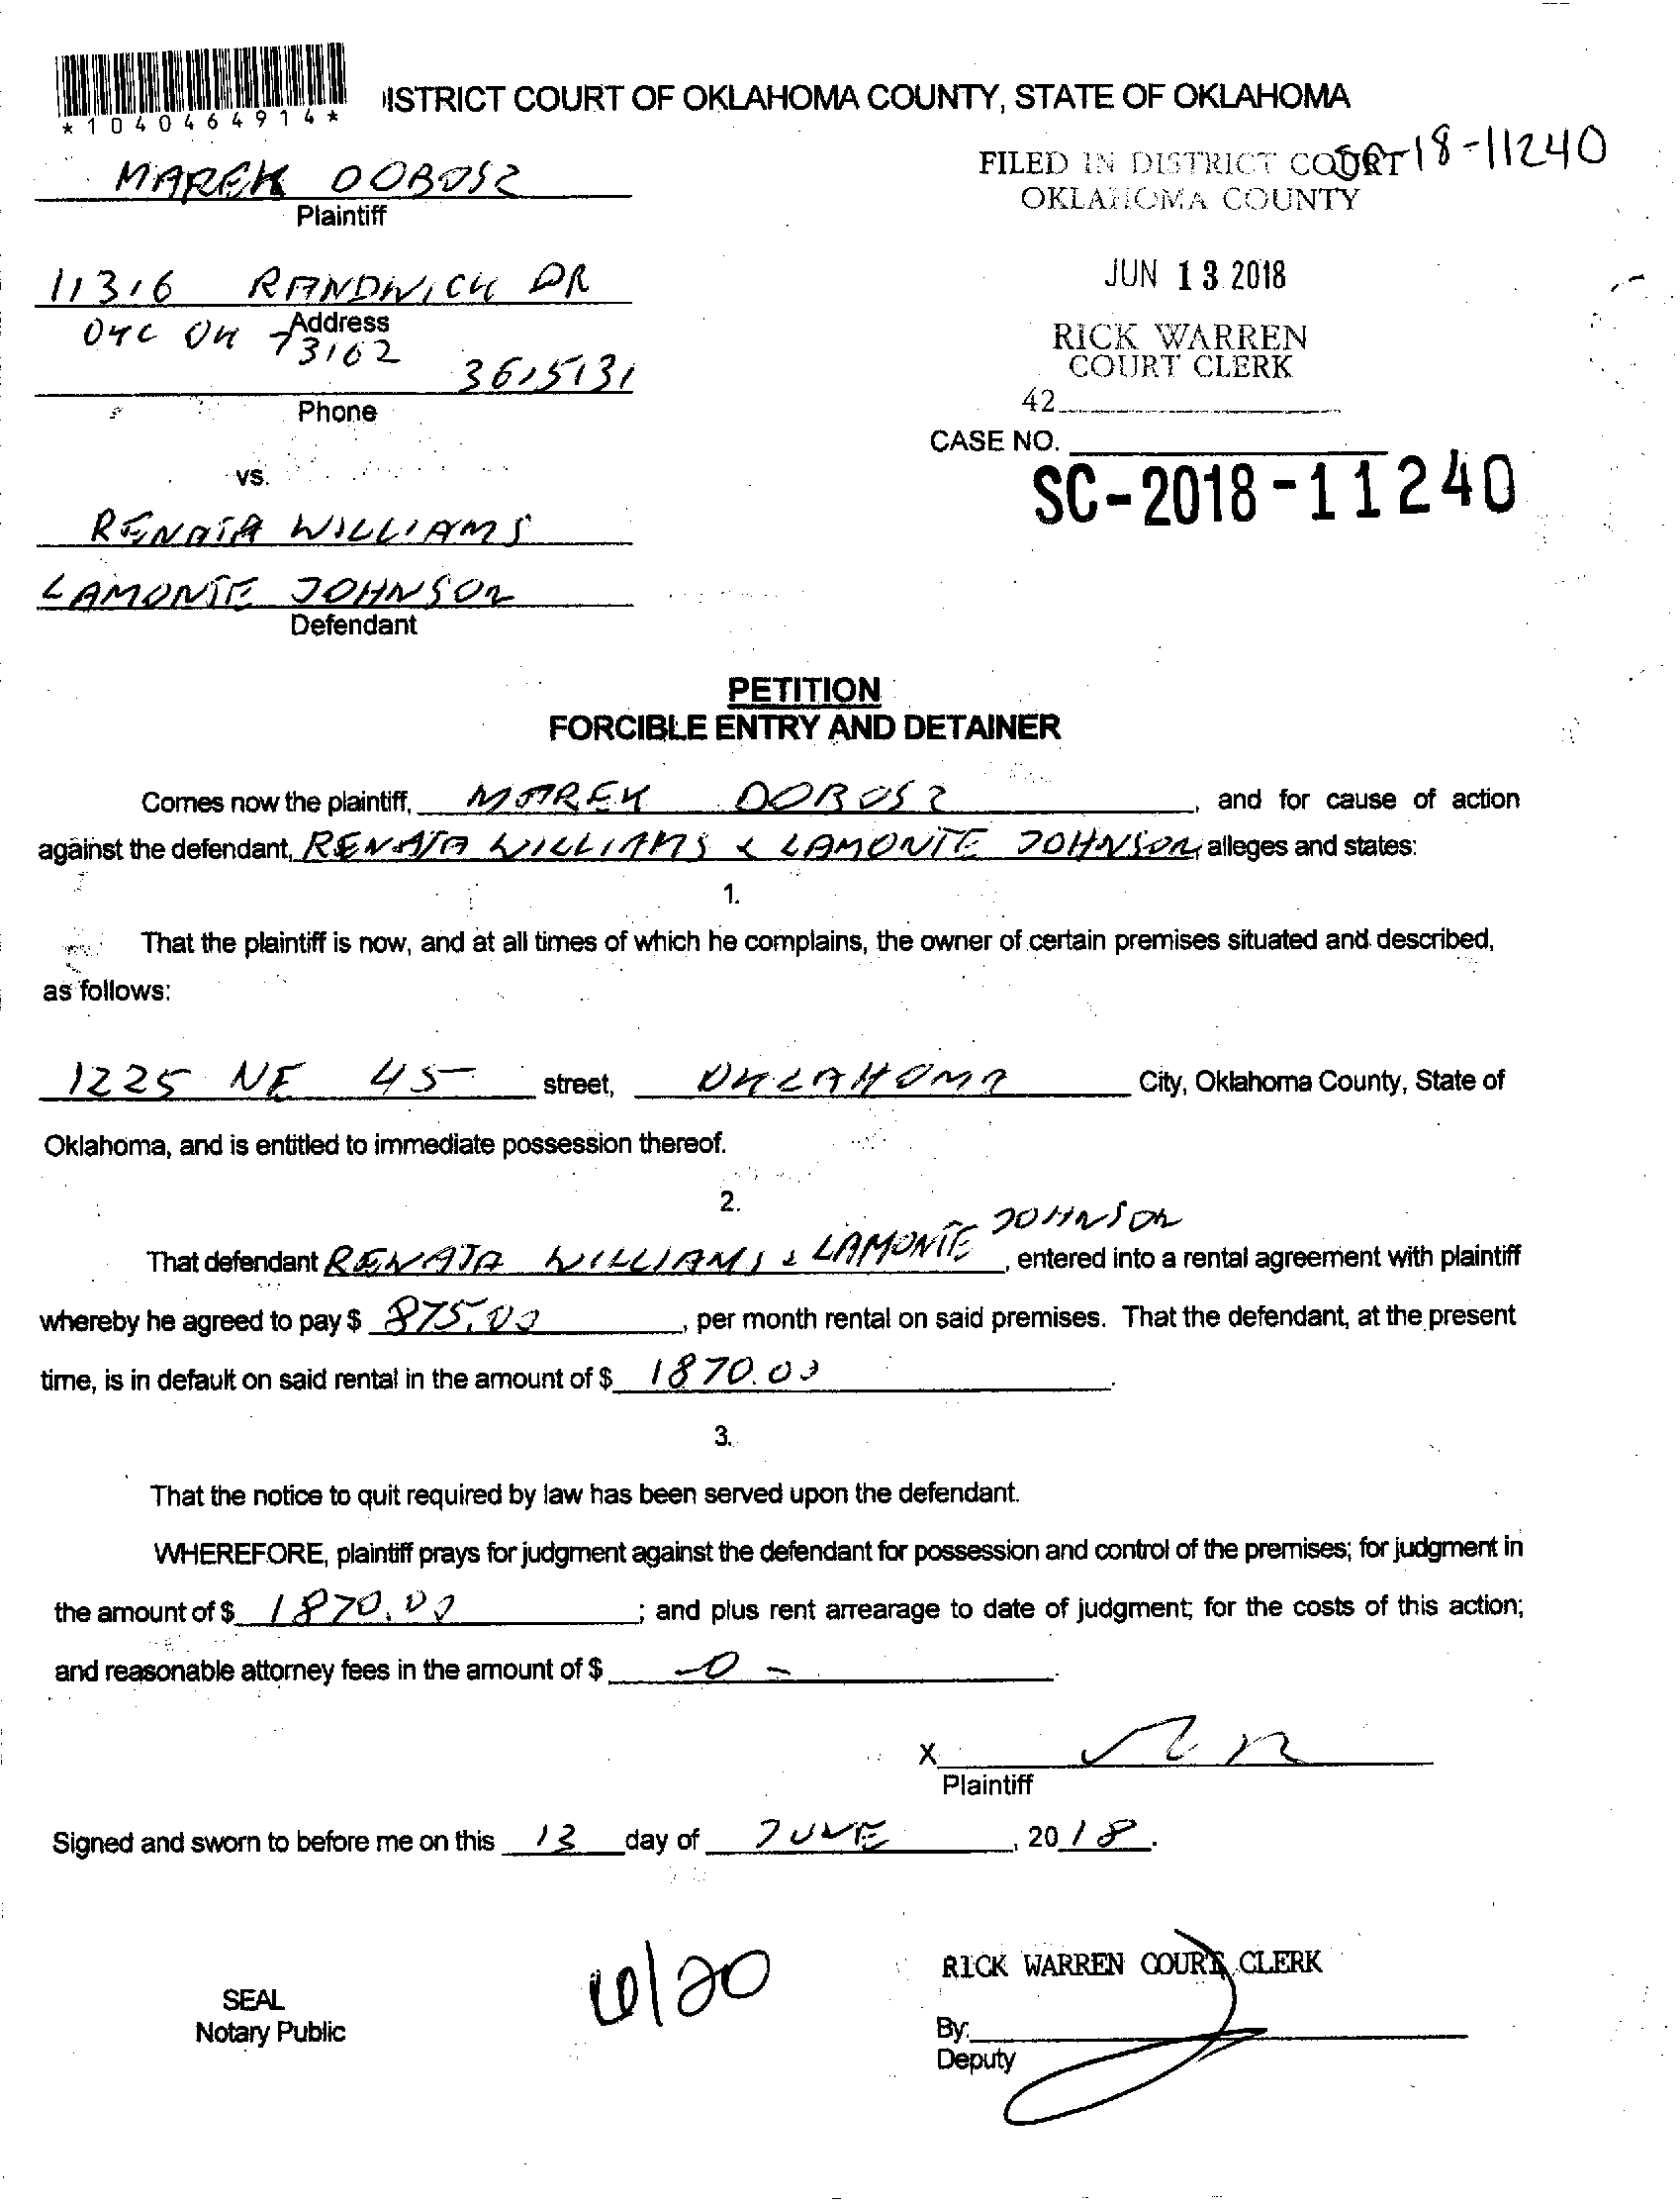 *1040464914*
ISTRICT COURT OF OKLAHOMA COUNTY, STATE OF OKLAHOMA
MAREK DOBOSZ
Plaintiff
FILED IN DISTRICT COURT 18-11240
OKLAHOMA COUNTY
11316 RANDWICK DR
Address
OKC OK 73162
JUN 13 2018
RICK WARREN
COURT CLERK
3615131
Phone
42
CASE NO.
SC-2018-11240
vs.
RENATA WILLIAMS
LAMONTE JOHNSON
Defendant
PETITION
FORCIBLE ENTRY AND DETAINER
Comes now the plaintiff, MAREK DOBOSZ, and for cause of action
against the defendant, RENATA WILLIAMS & LAMONTE JOHNSON, alleges and states:
1.
That the plaintiff is now, and at all times of which he complains, the owner of certain premises situated and described,
as follows:
1225 NE 45 street, OKLAHOMA City, Oklahoma County, State of
Oklahoma, and is entitled to immediate possession thereof.
2.
That defendant RENATA WILLIAMS & LAMONTE JOHNSON, entered into a rental agreement with plaintiff
whereby he agreed to pay $ 875.00, per month rental on said premises. That the defendant, at the present
time, is in default on said rental in the amount of $ 1870.00.
3.
That the notice to quit required by law has been served upon the defendant.
WHEREFORE, plaintiff prays for judgment against the defendant for possession and control of the premises; for judgment in
the amount of $ 1870.00; and plus rent arrearage to date of judgment; for the costs of this action;
and reasonable attorney fees in the amount of $ -0-.
X
Plaintiff
Signed and sworn to before me on this 13 day of JUNE, 2018.
6/20
RICK WARREN COURT CLERK
SEAL
Notary Public
By:
Deputy